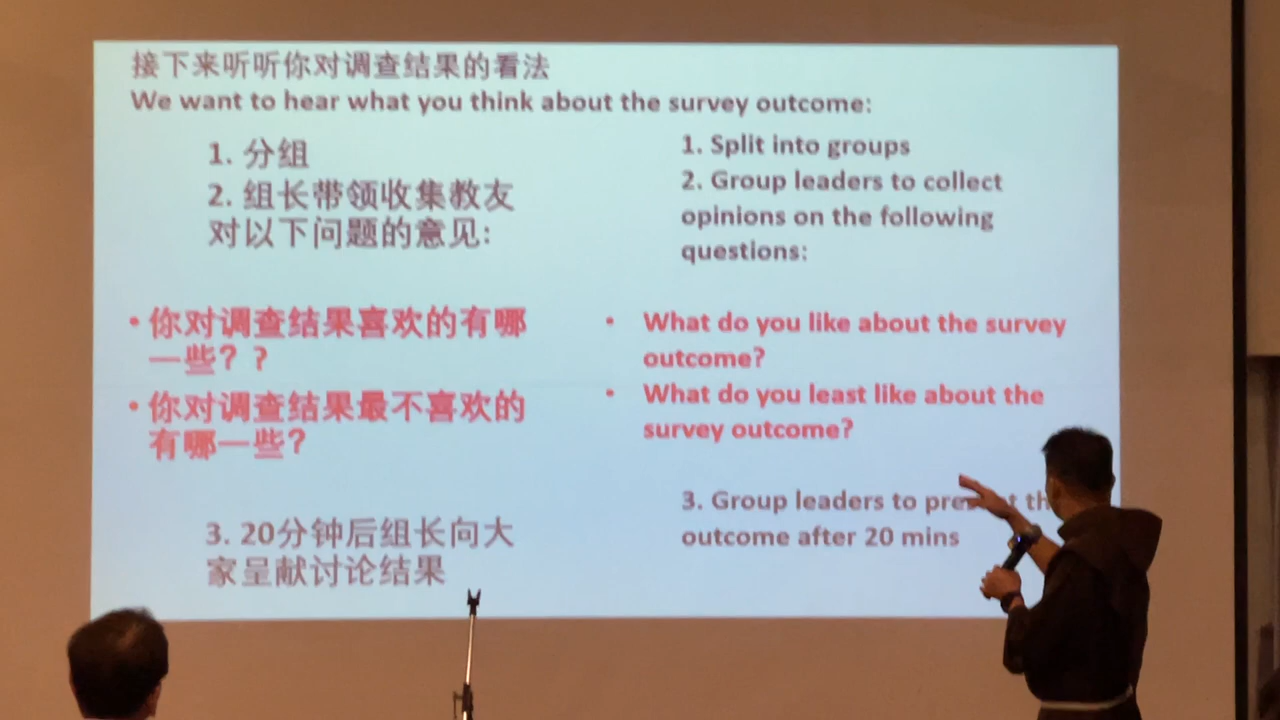 接下来听听你对调查结果的看法
We want to hear what you think about the survey outcome:
1. 分组
2. 组长带领收集教友
对以下问题的意见:
• 你对调查结果喜欢的有哪
一些? ?
• 你对调查结果最不喜欢的
有哪一些?
3. 20分钟后组长向大
家呈献讨论结果
1. Split into groups
2. Group leaders to collect
opinions on the following
questions:
• What do you like about the survey
outcome?
• What do you least like about the
survey outcome?
3. Group leaders to
outcome after 20 mins